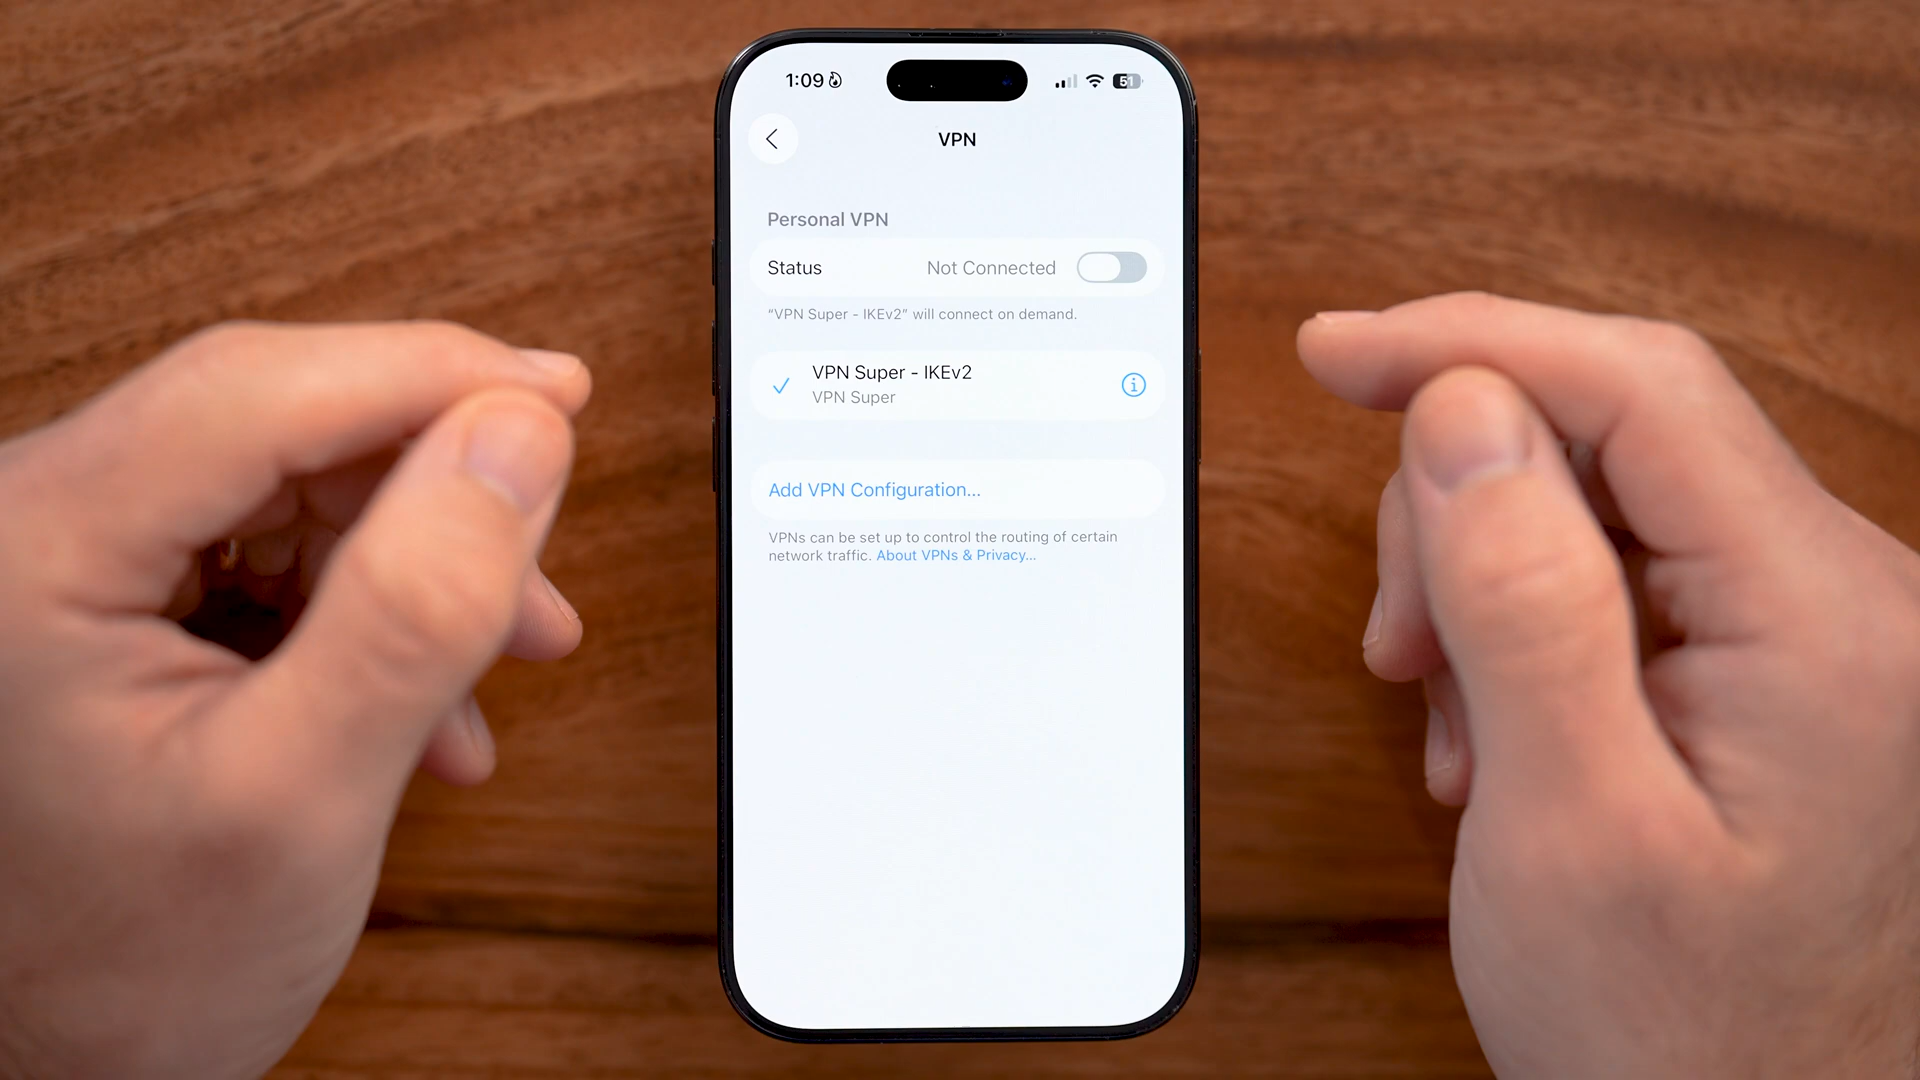 1:09
51
VPN
Personal VPN
Status Not Connected
“VPN Super - IKEv2” will connect on demand.
VPN Super - IKEv2
VPN Super
Add VPN Configuration...
VPNs can be set up to control the routing of certain
network traffic. About VPNs & Privacy...